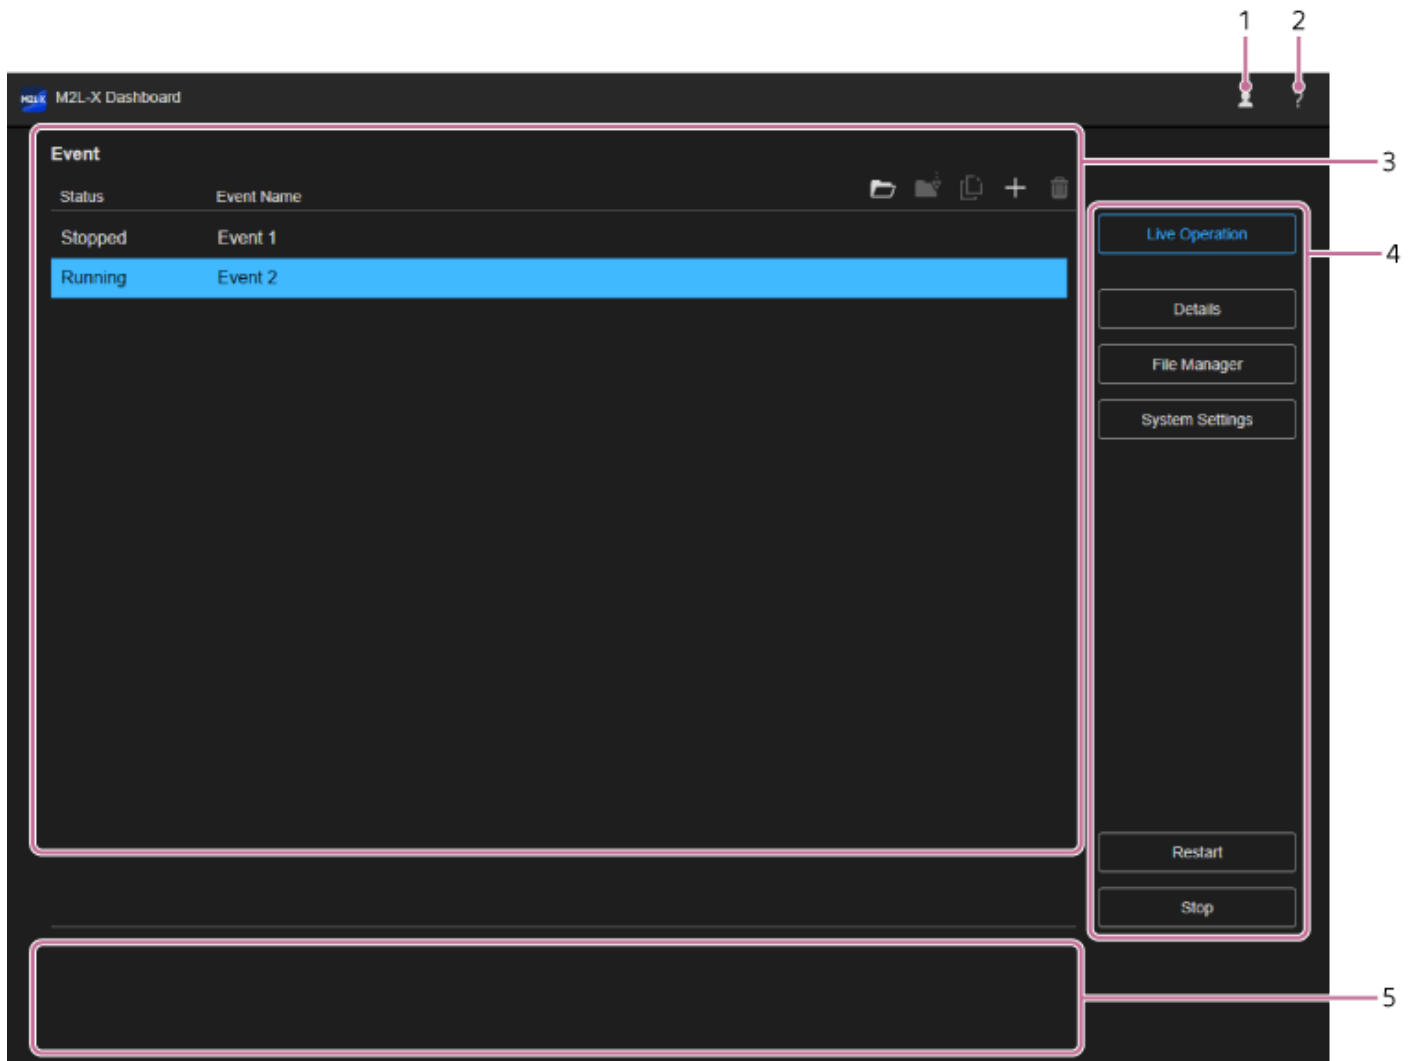 1 2
M2L-X M2L-X Dashboard ?
Event
3
Status Event Name
Stopped Event 1
Live Operation
4
Running Event 2
Details
File Manager
System Settings
Restart
Stop
5